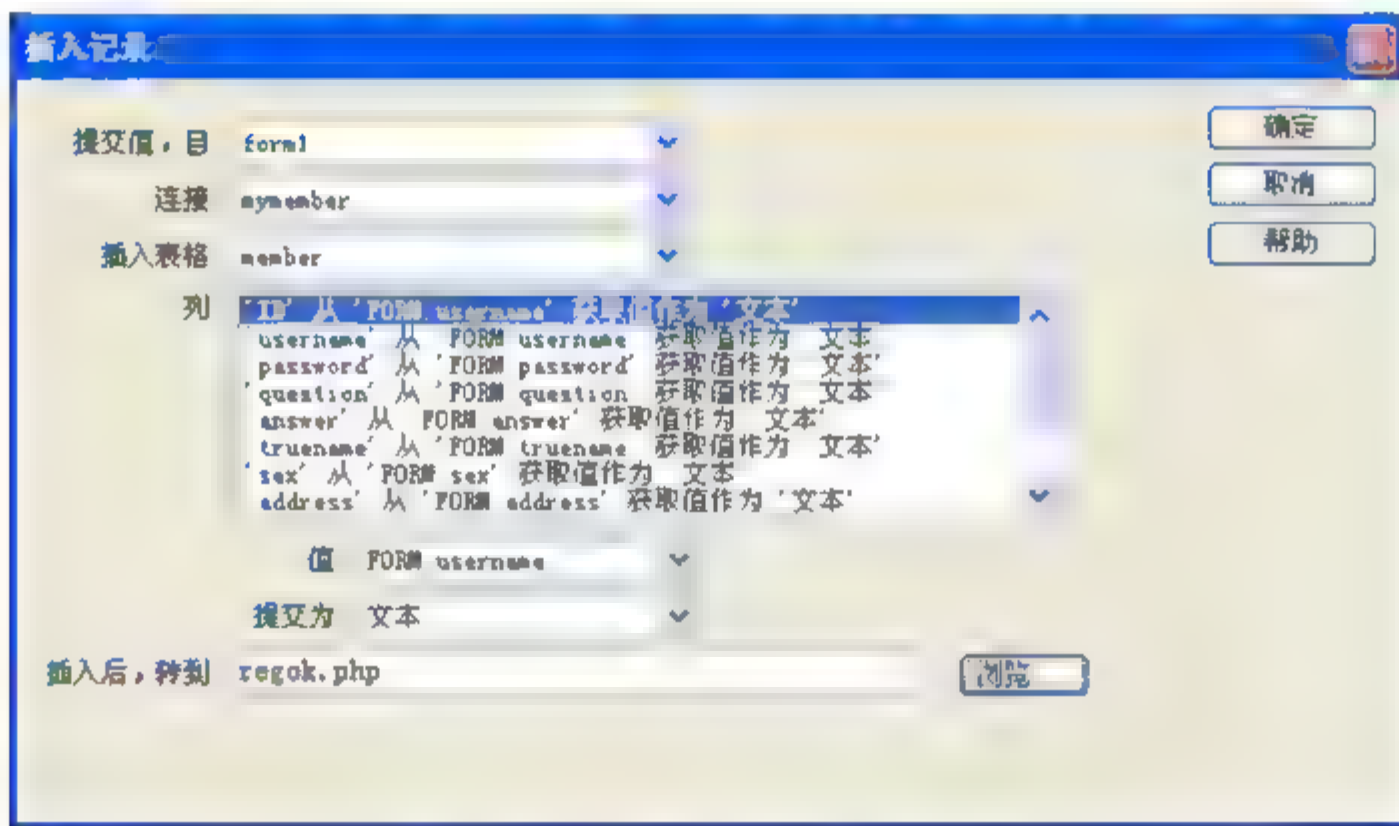 插入记录
提交值，目 form1
确定
连接 mymember
取消
插入表格 member
帮助
列 'ID' 从 'FORM username' 获取值作为 '文本'
'username' 从 'FORM username' 获取值作为 '文本'
'password' 从 'FORM password' 获取值作为 '文本'
'question' 从 'FORM question' 获取值作为 '文本'
'answer' 从 'FORM answer' 获取值作为 '文本'
'truename' 从 'FORM truename' 获取值作为 '文本'
'sex' 从 'FORM sex' 获取值作为 '文本'
'address' 从 'FORM address' 获取值作为 '文本'
值 FORM username
提交为 文本
插入后，转到 regok.php 浏览